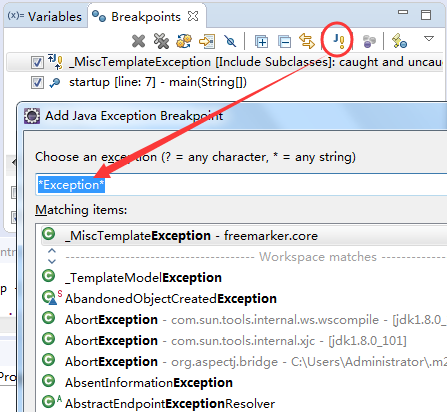 Variables
Breakpoints
_MiscTemplateException [Include Subclasses]: caught and uncau
startup [line: 7] - main(String[])
Add Java Exception Breakpoint
Choose an exception (? = any character, * = any string)
*Exception*
Matching items:
_MiscTemplateException - freemarker.core
Workspace matches
_TemplateModelException
AbandonedObjectCreatedException
AbortException - com.sun.tools.internal.ws.wscompile - [jdk1.8.0_
AbortException - com.sun.tools.internal.xjc - [jdk1.8.0_101]
AbortException - org.aspectj.bridge - C:\Users\Administrator\.m2
AbsentInformationException
AbstractEndpointExceptionResolver